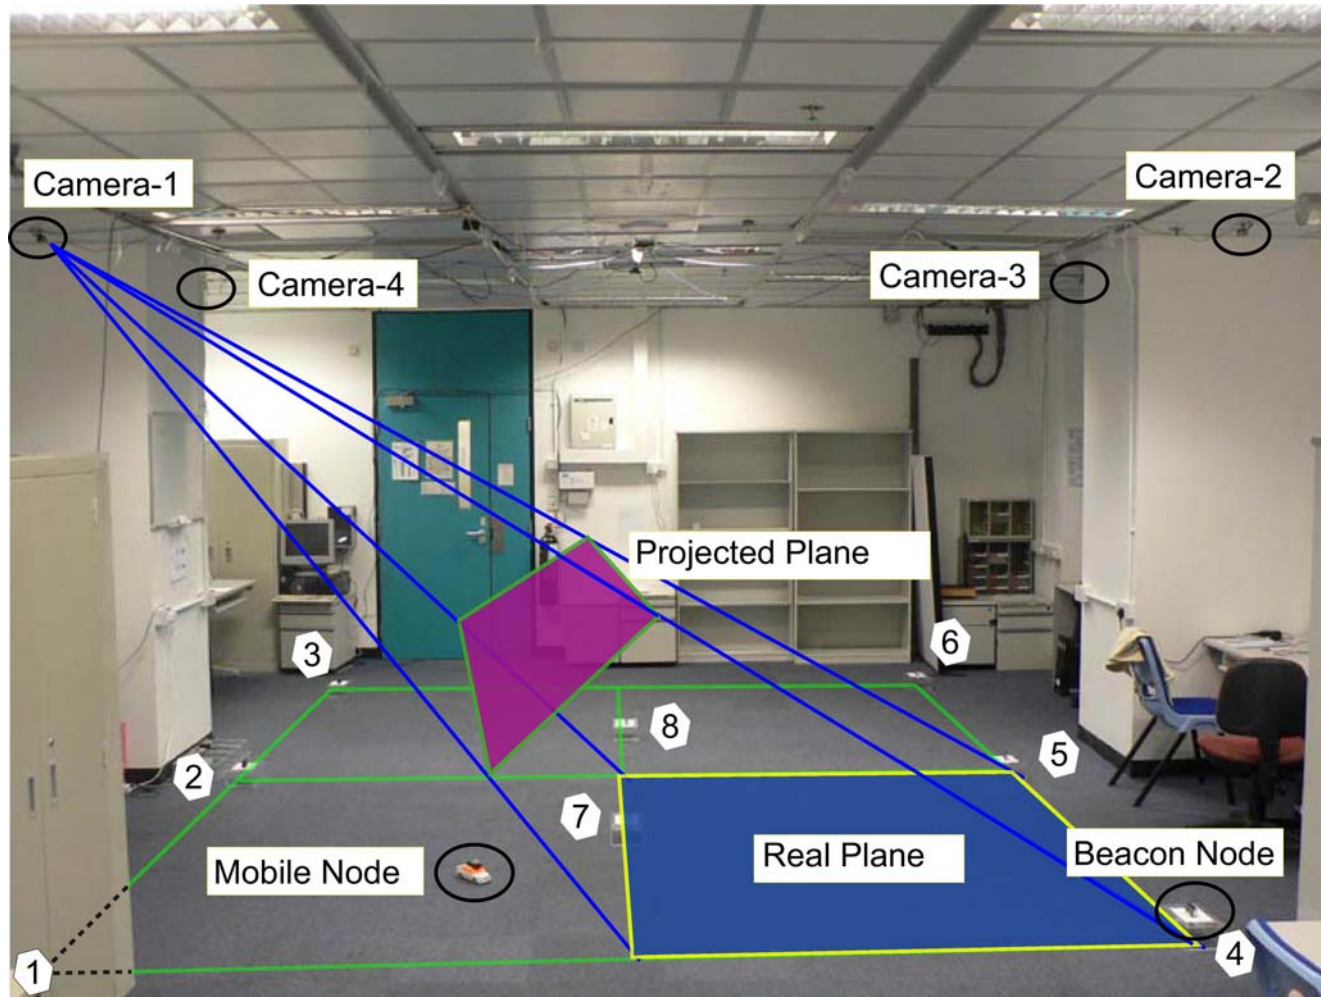 Camera-1
Camera-2
Camera-4
Camera-3
Projected Plane
3
6
8
5
2
7
Real Plane
Beacon Node
Mobile Node
4
1